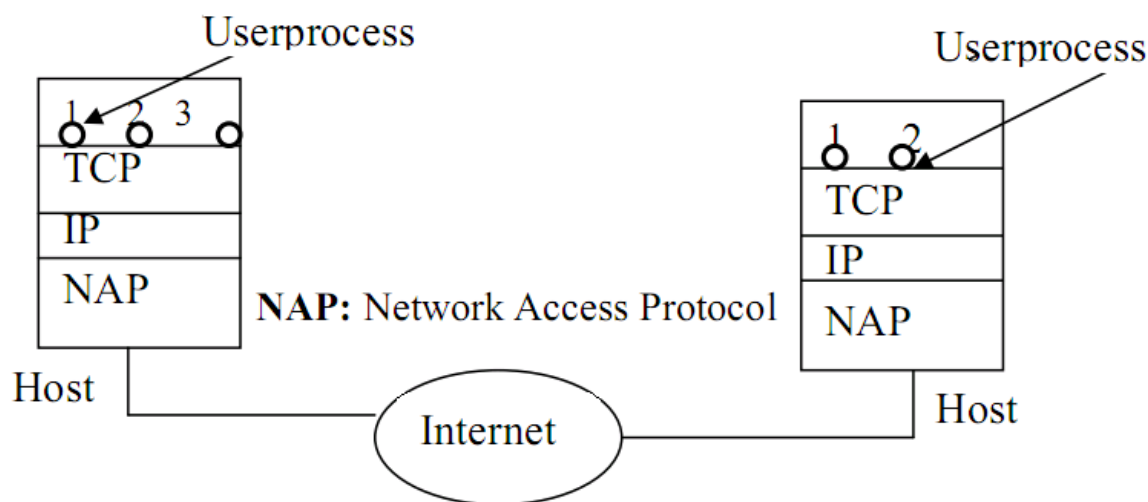 Userprocess
Userprocess
1 2 3
1 2
TCP
TCP
IP
IP
NAP
NAP: Network Access Protocol
NAP
Host
Host
Internet